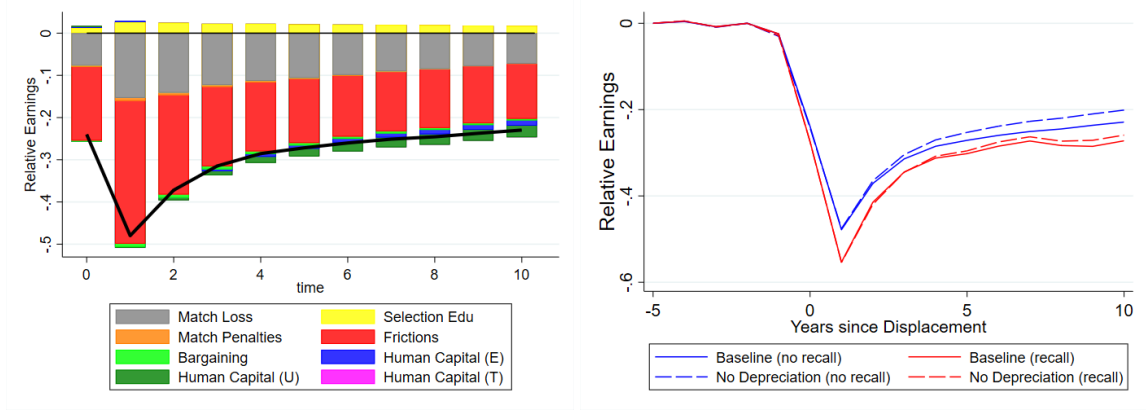 Relative Earnings
0
-.1
-.2
-.3
-.4
-.5
0 2 4 6 8 10
time
Match Loss Selection Edu
Match Penalties Frictions
Bargaining Human Capital (E)
Human Capital (U) Human Capital (T)
Relative Earnings
0
-.2
-.4
-.6
-5 0 5 10
Years since Displacement
Baseline (no recall) Baseline (recall)
No Depreciation (no recall) No Depreciation (recall)